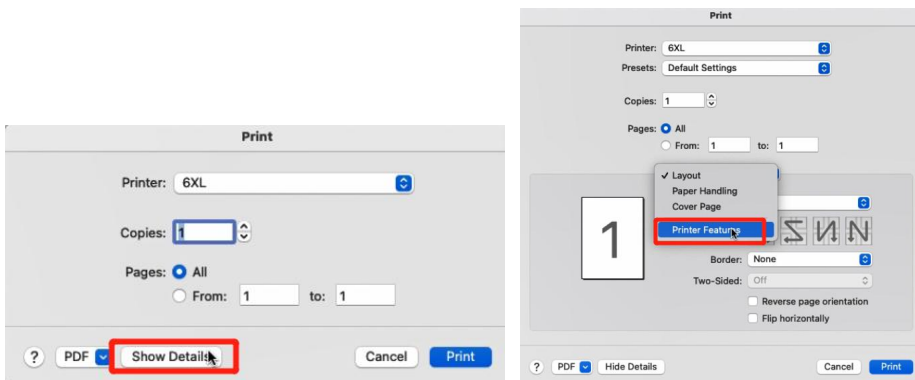 Print
Printer: 6XL
Copies: 1
Pages: All
From: 1 to: 1
? PDF Show Details Cancel Print
Print
Printer: 6XL
Presets: Default Settings
Copies: 1
Pages: All
From: 1 to: 1
✓ Layout
Paper Handling
Cover Page
Printer Features
1
Border: None
Two-Sided: Off
Reverse page orientation
Flip horizontally
? PDF Hide Details Cancel Print